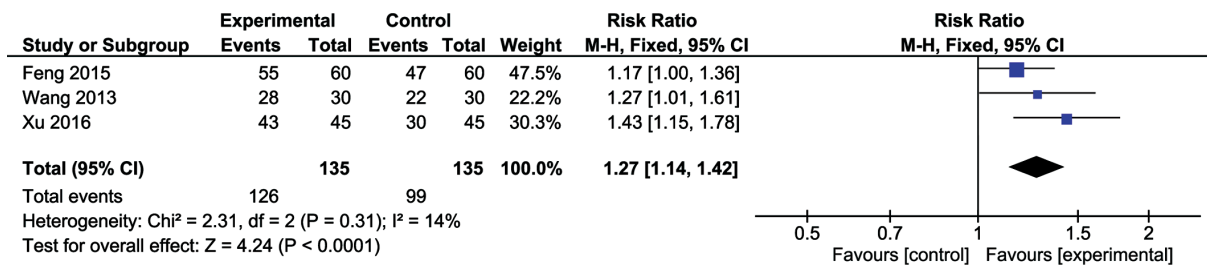 Experimental Control Risk Ratio Risk Ratio
Study or Subgroup Events Total Events Total Weight M-H, Fixed, 95% CI M-H, Fixed, 95% CI
Feng 2015 55 60 47 60 47.5% 1.17 [1.00, 1.36]
Wang 2013 28 30 22 30 22.2% 1.27 [1.01, 1.61]
Xu 2016 43 45 30 45 30.3% 1.43 [1.15, 1.78]
Total (95% CI) 135 135 100.0% 1.27 [1.14, 1.42]
Total events 126 99
Heterogeneity: Chi² = 2.31, df = 2 (P = 0.31); I² = 14%
Test for overall effect: Z = 4.24 (P < 0.0001)
0.5 0.7 1 1.5 2
Favours [control] Favours [experimental]